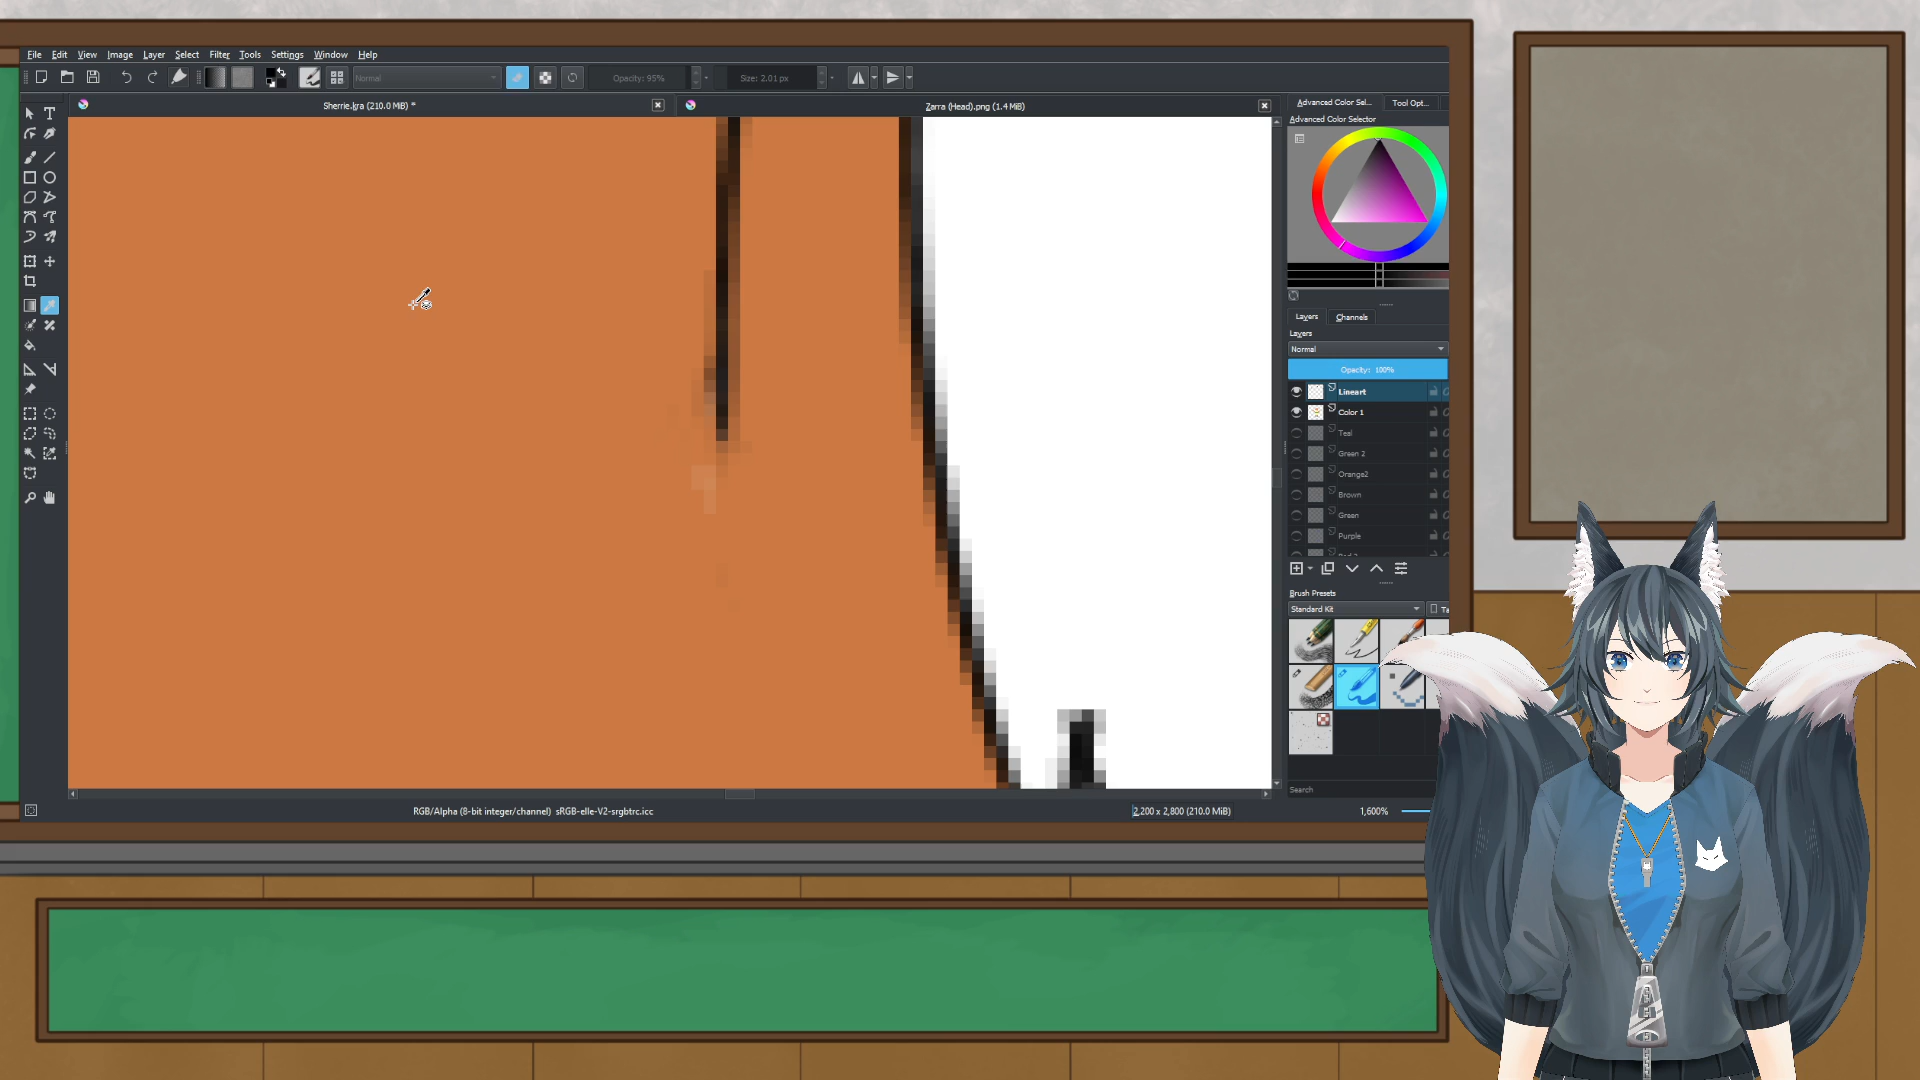 File Edit View Image Layer Select Filter Tools Settings Window Help
Normal Opacity: 95% Size: 2.01 px
Sherrie.kra (210.0 MiB) * Zarra (Head).png (1.4 MiB)
Advanced Color Sel... Tool Opt...
Advanced Color Selector
Layers Channels
Layers
Normal
Opacity: 100%
Lineart
Color 1
Teal
Green 2
Orange2
Brown
Green
Purple
Brush Presets
Standard Kit Ta
Search
RGB/Alpha (8-bit integer/channel) sRGB-elle-V2-srgbtrc.icc 2,200 x 2,800 (210.0 MiB) 1,600%